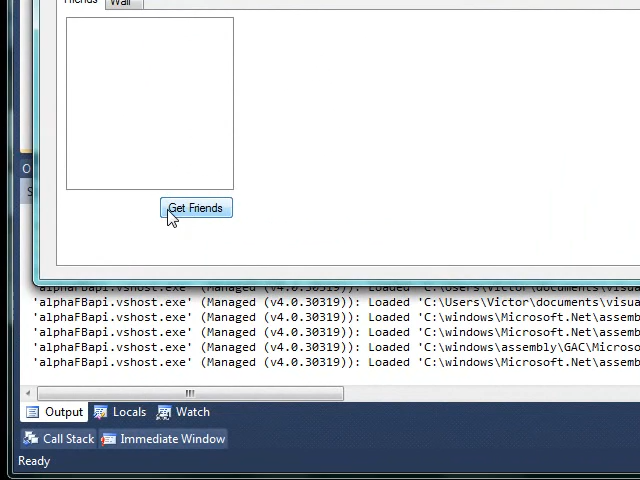 Friends Wall
Get Friends
O
S
'alphaFBapi.vshost.exe' (Managed (v4.0.30319)): Loaded 'C:\Users\Victor\documents\visua
'alphaFBapi.vshost.exe' (Managed (v4.0.30319)): Loaded 'C:\Users\Victor\documents\visua
'alphaFBapi.vshost.exe' (Managed (v4.0.30319)): Loaded 'C:\windows\Microsoft.Net\assemb
'alphaFBapi.vshost.exe' (Managed (v4.0.30319)): Loaded 'C:\windows\Microsoft.Net\assemb
'alphaFBapi.vshost.exe' (Managed (v4.0.30319)): Loaded 'C:\windows\assembly\GAC\Microso
'alphaFBapi.vshost.exe' (Managed (v4.0.30319)): Loaded 'C:\windows\Microsoft.Net\assemb
Output Locals Watch
Call Stack Immediate Window
Ready